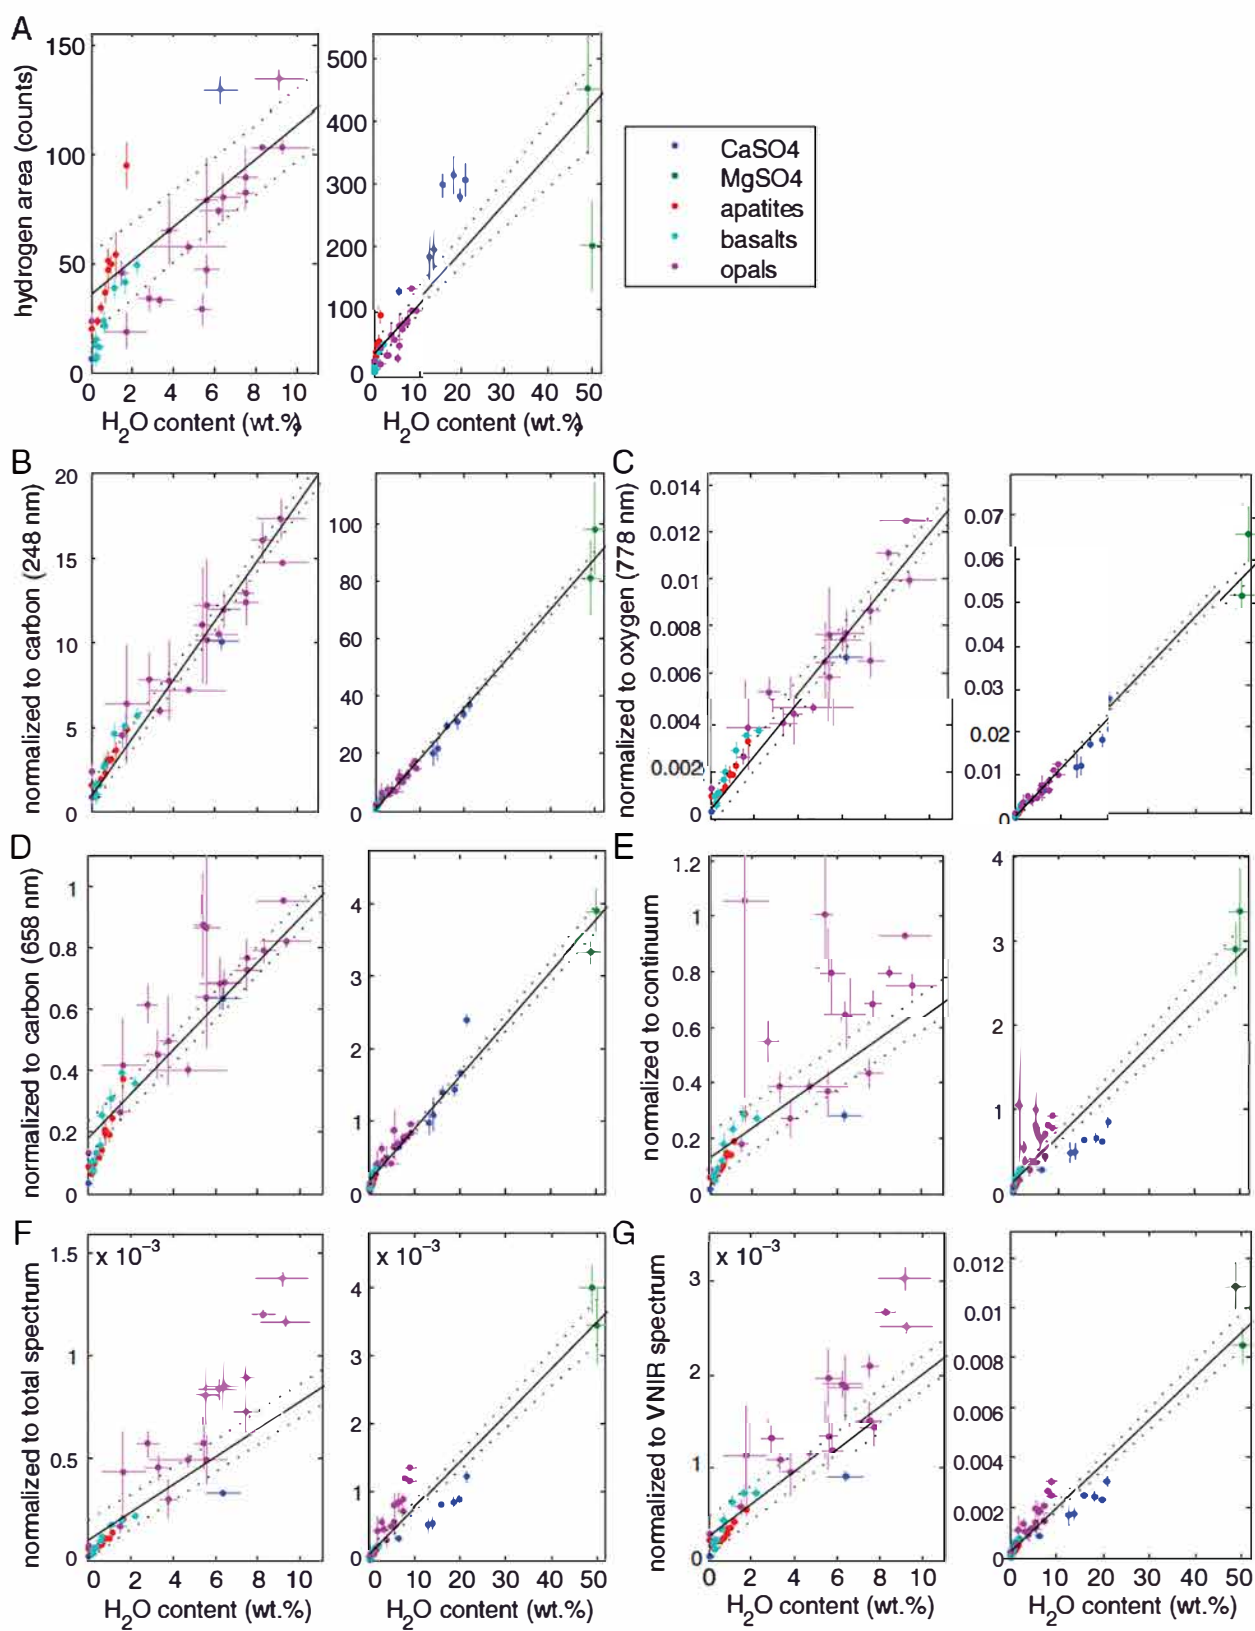 A
hydrogen area (counts)
150
100
50
0
0 2 4 6 8 10
H2O content (wt.%)
500
400
300
200
100
0
0 10 20 30 40 50
H2O content (wt.%)
CaSO4
MgSO4
apatites
basalts
opals
B
normalized to carbon (248 nm)
20
15
10
5
0
100
80
60
40
20
0
C
normalized to oxygen (778 nm)
0.014
0.012
0.01
0.008
0.006
0.004
0.002
0
0.07
0.06
0.05
0.04
0.03
0.02
0.01
0
D
normalized to carbon (658 nm)
1
0.8
0.6
0.4
0.2
0
4
3
2
1
0
E
normalized to continuum
1.2
1
0.8
0.6
0.4
0.2
0
4
3
2
1
0
F
normalized to total spectrum
x 10⁻³
1.5
1
0.5
0
0 2 4 6 8 10
H2O content (wt.%)
x 10⁻³
4
3
2
1
0
0 10 20 30 40 50
H2O content (wt.%)
G
normalized to VNIR spectrum
x 10⁻³
3
2
1
0
0 2 4 6 8 10
H2O content (wt.%)
0.012
0.01
0.008
0.006
0.004
0.002
0
0 10 20 30 40 50
H2O content (wt.%)